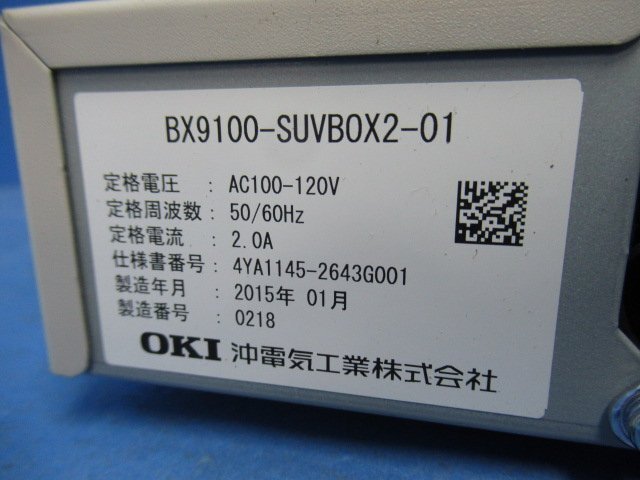 BX9100-SUVBOX2-01
定格電圧 : AC100-120V
定格周波数 : 50/60Hz
定格電流 : 2.0A
仕様書番号 : 4YA1145-2643G001
製造年月 : 2015年 01月
製造番号 : 0218
OKI 沖電気工業株式会社